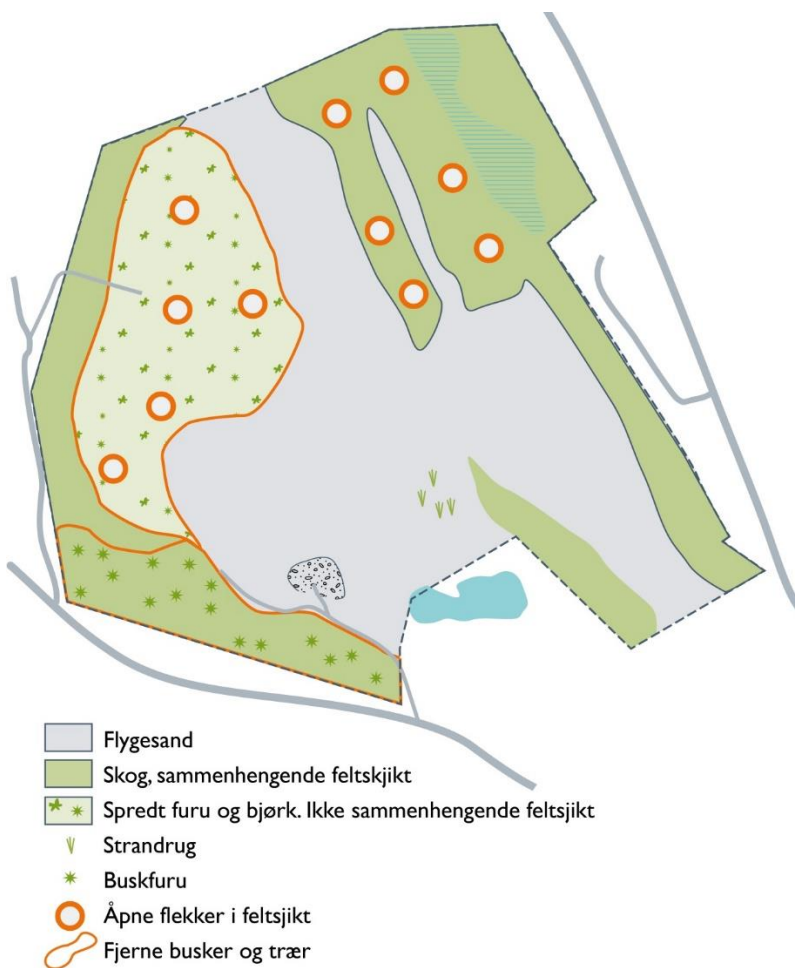 Flygesand
Skog, sammenhengende feltskjikt
Spredt furu og bjørk. Ikke sammenhengende feltsjikt
Strandrug
Buskfuru
Åpne flekker i feltsjikt
Fjerne busker og trær